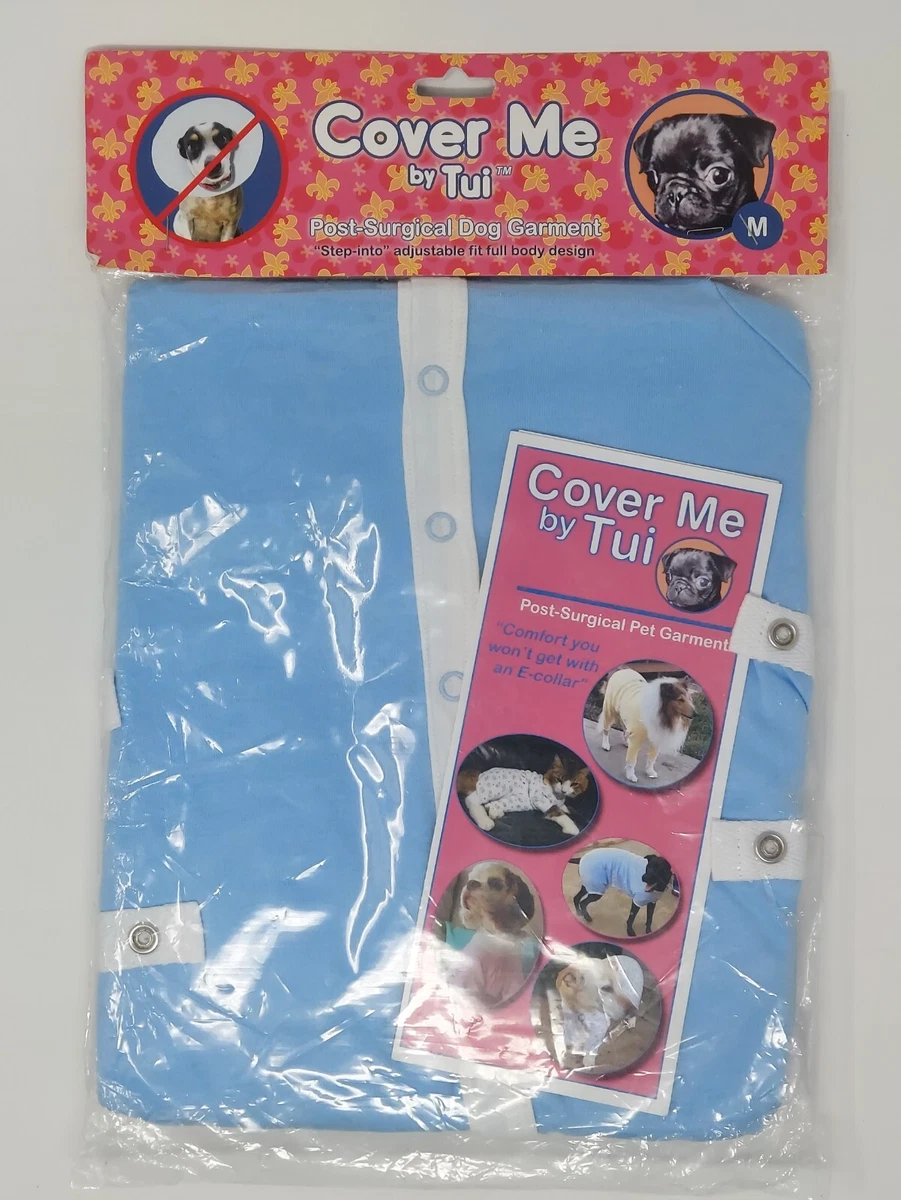 Cover Me
by Tui™
Post-Surgical Dog Garment
"Step-into" adjustable fit full body design
M
Cover Me
by Tui
Post-Surgical Pet Garment
"Comfort you
won't get with
an E-collar"